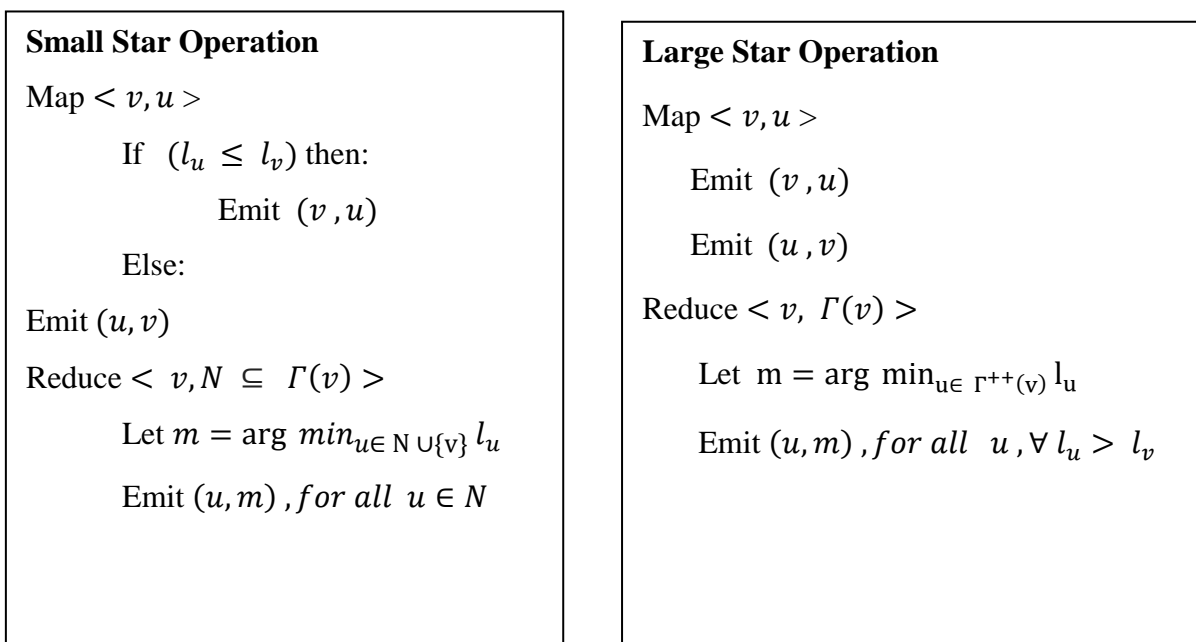 Small Star Operation
Map < v, u >
If (l_u ≤ l_v) then:
Emit (v , u)
Else:
Emit (u, v)
Reduce < v, N ⊆ Γ(v) >
Let m = arg min_{u∈ N ∪{v}} l_u
Emit (u, m) , for all u ∈ N
Large Star Operation
Map < v, u >
Emit (v , u)
Emit (u , v)
Reduce < v, Γ(v) >
Let m = arg min_{u∈ Γ^{++}(v)} l_u
Emit (u, m) , for all u , ∀ l_u > l_v